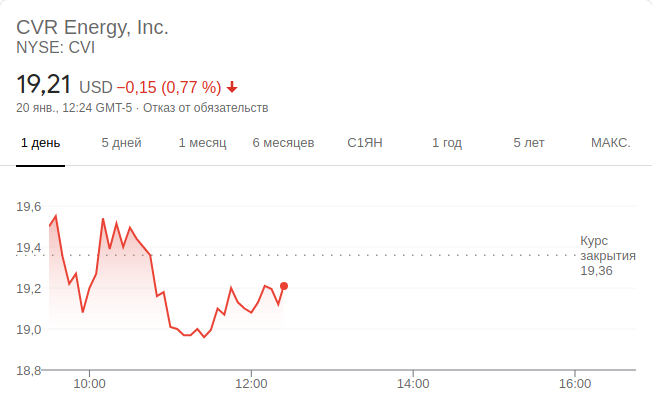 CVR Energy, Inc.
NYSE: CVI
19,21 USD −0,15 (0,77 %)
20 янв., 12:24 GMT-5 · Отказ от обязательств
1 день 5 дней 1 месяц 6 месяцев С1ЯН 1 год 5 лет МАКС.
19,6
19,4
19,2
19,0
18,8
Курс
закрытия
19,36
10:00 12:00 14:00 16:00